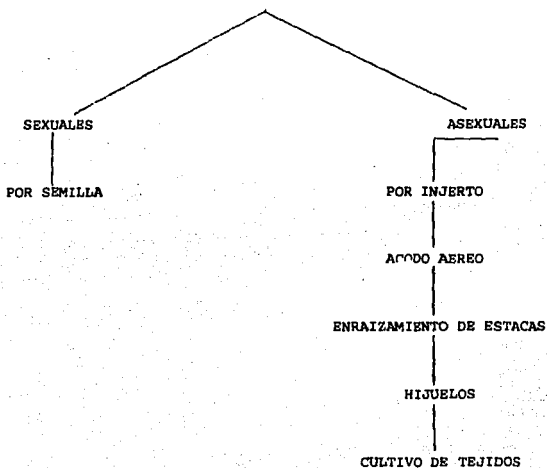 SEXUALES
ASEXUALES
POR SEMILLA
POR INJERTO
ACODO AEREO
ENRAIZAMIENTO DE ESTACAS
HIJUELOS
CULTIVO DE TEJIDOS